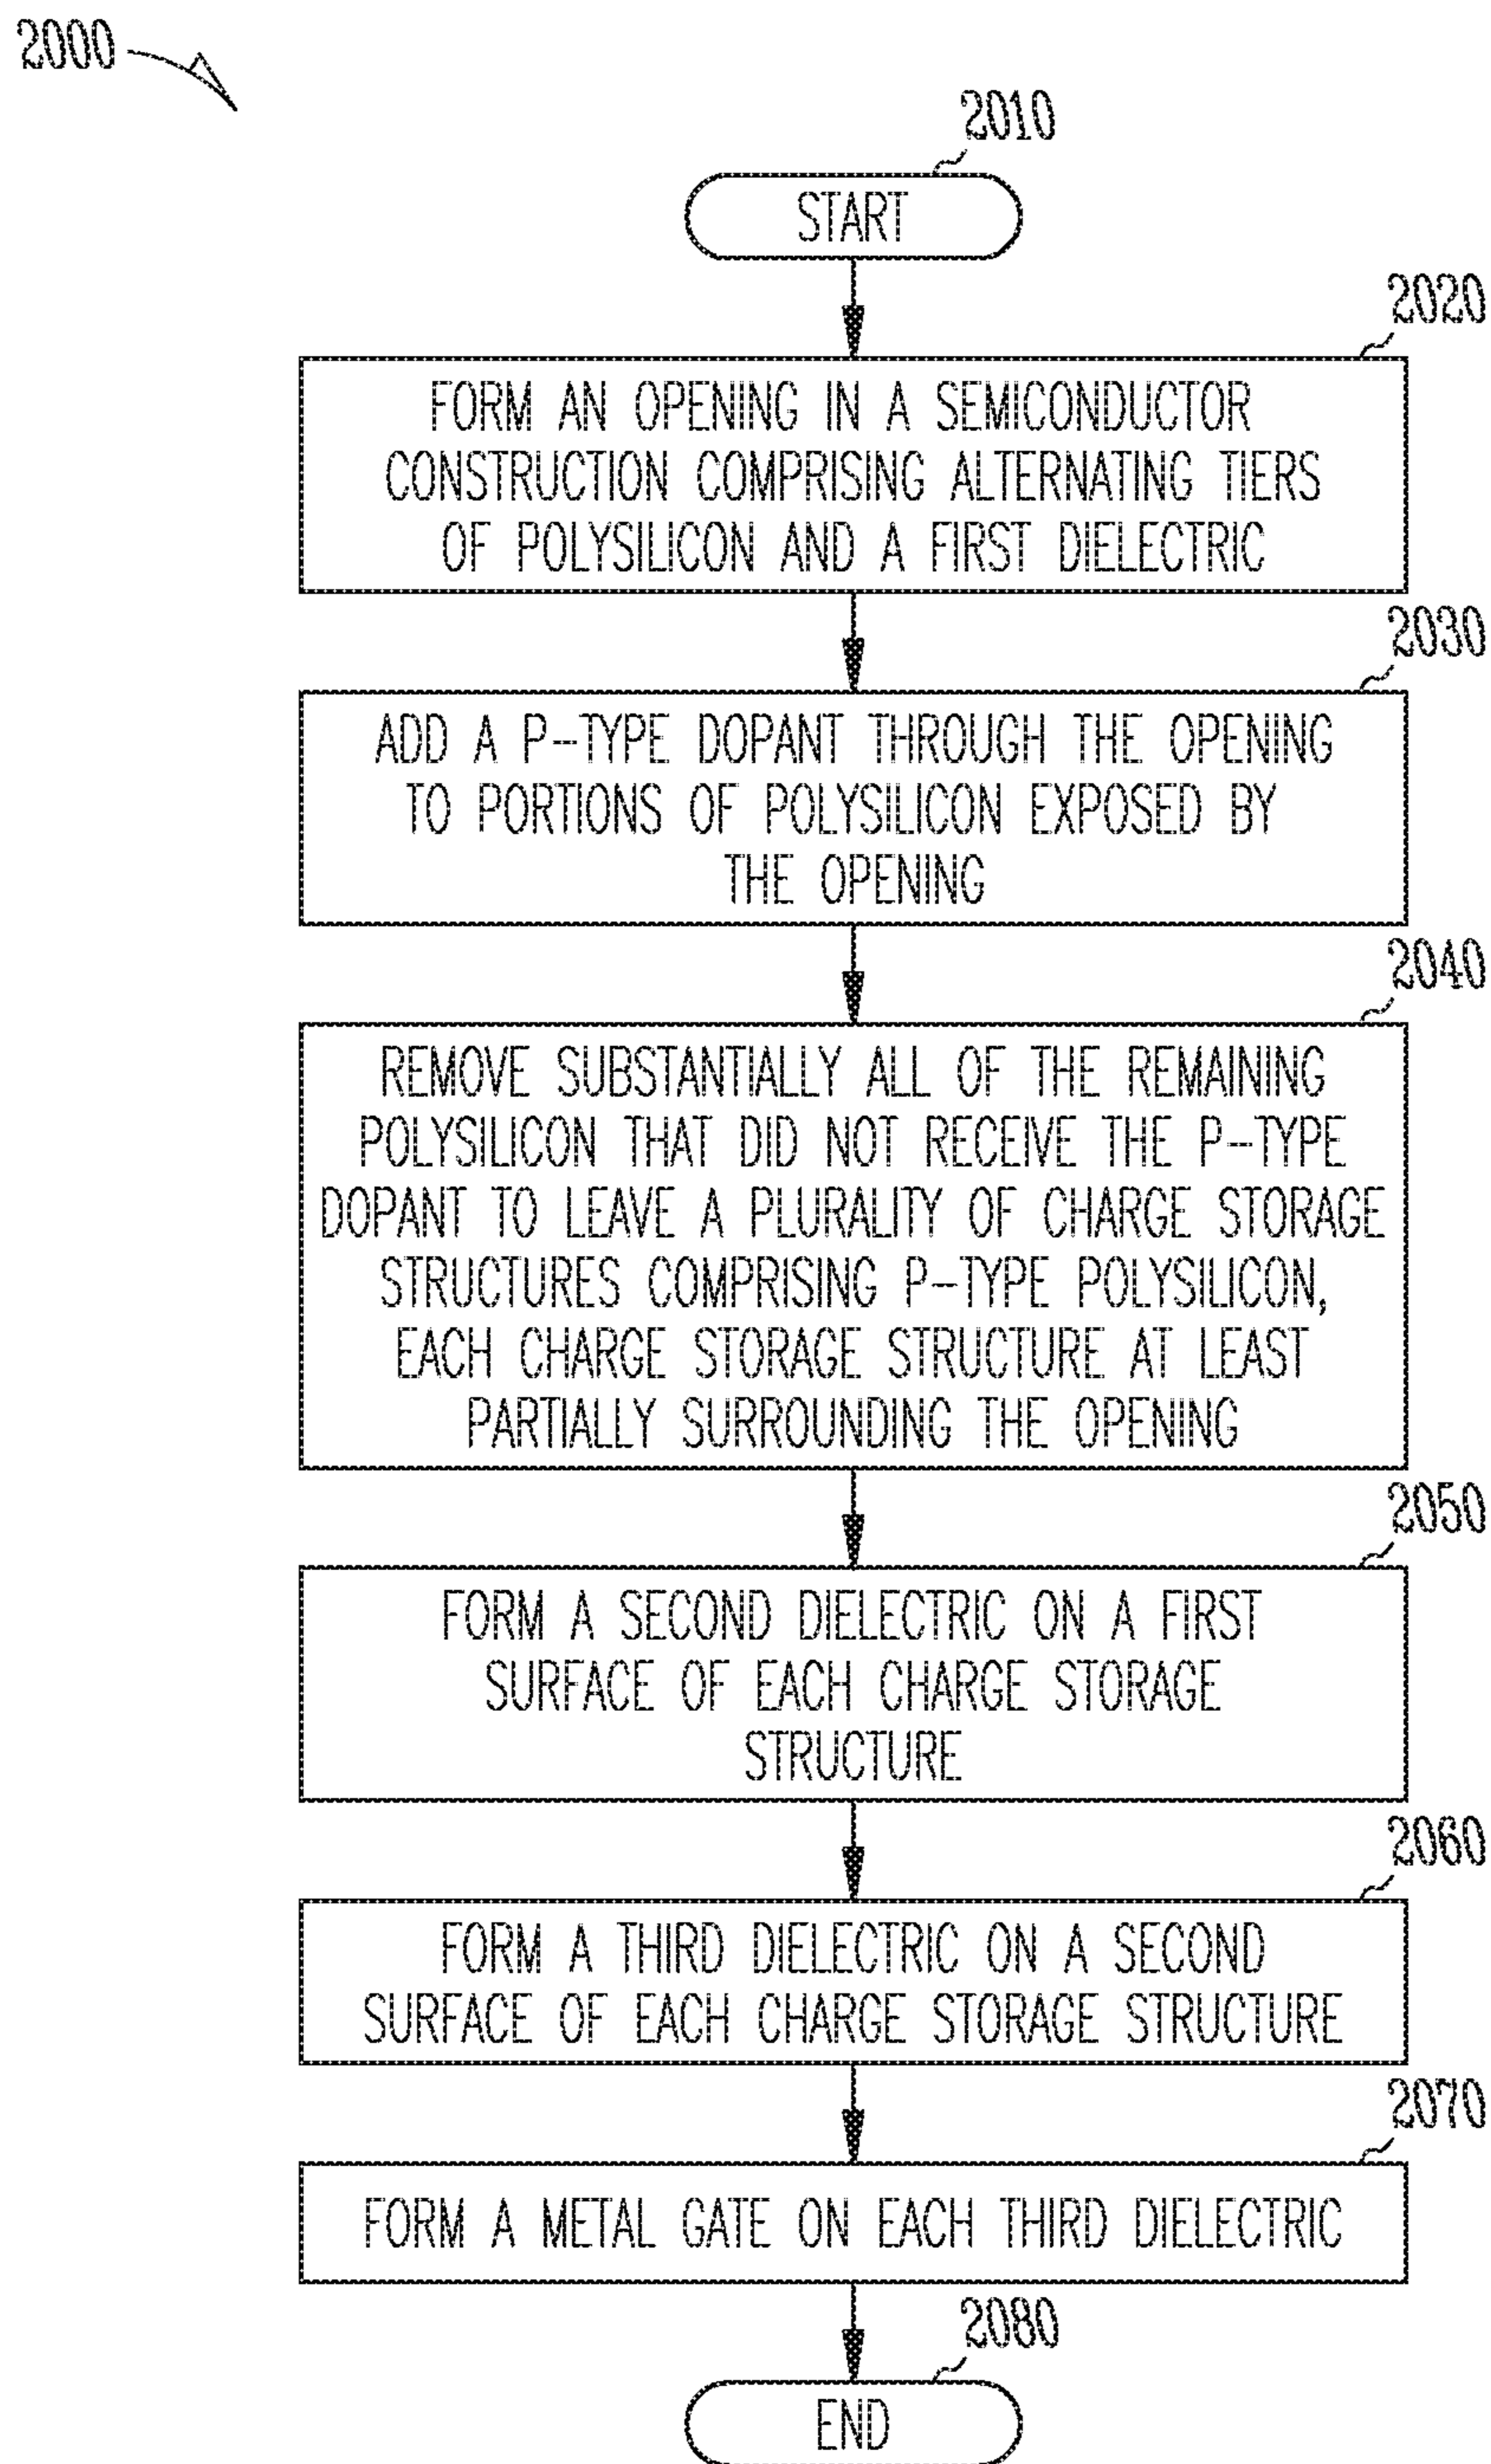 2000
2010
START
2020
FORM AN OPENING IN A SEMICONDUCTOR
CONSTRUCTION COMPRISING ALTERNATING TIERS
OF POLYSILICON AND A FIRST DIELECTRIC
2030
ADD A P-TYPE DOPANT THROUGH THE OPENING
TO PORTIONS OF POLYSILICON EXPOSED BY
THE OPENING
2040
REMOVE SUBSTANTIALLY ALL OF THE REMAINING
POLYSILICON THAT DID NOT RECEIVE THE P-TYPE
DOPANT TO LEAVE A PLURALITY OF CHARGE STORAGE
STRUCTURES COMPRISING P-TYPE POLYSILICON,
EACH CHARGE STORAGE STRUCTURE AT LEAST
PARTIALLY SURROUNDING THE OPENING
2050
FORM A SECOND DIELECTRIC ON A FIRST
SURFACE OF EACH CHARGE STORAGE
STRUCTURE
2060
FORM A THIRD DIELECTRIC ON A SECOND
SURFACE OF EACH CHARGE STORAGE STRUCTURE
2070
FORM A METAL GATE ON EACH THIRD DIELECTRIC
2080
END